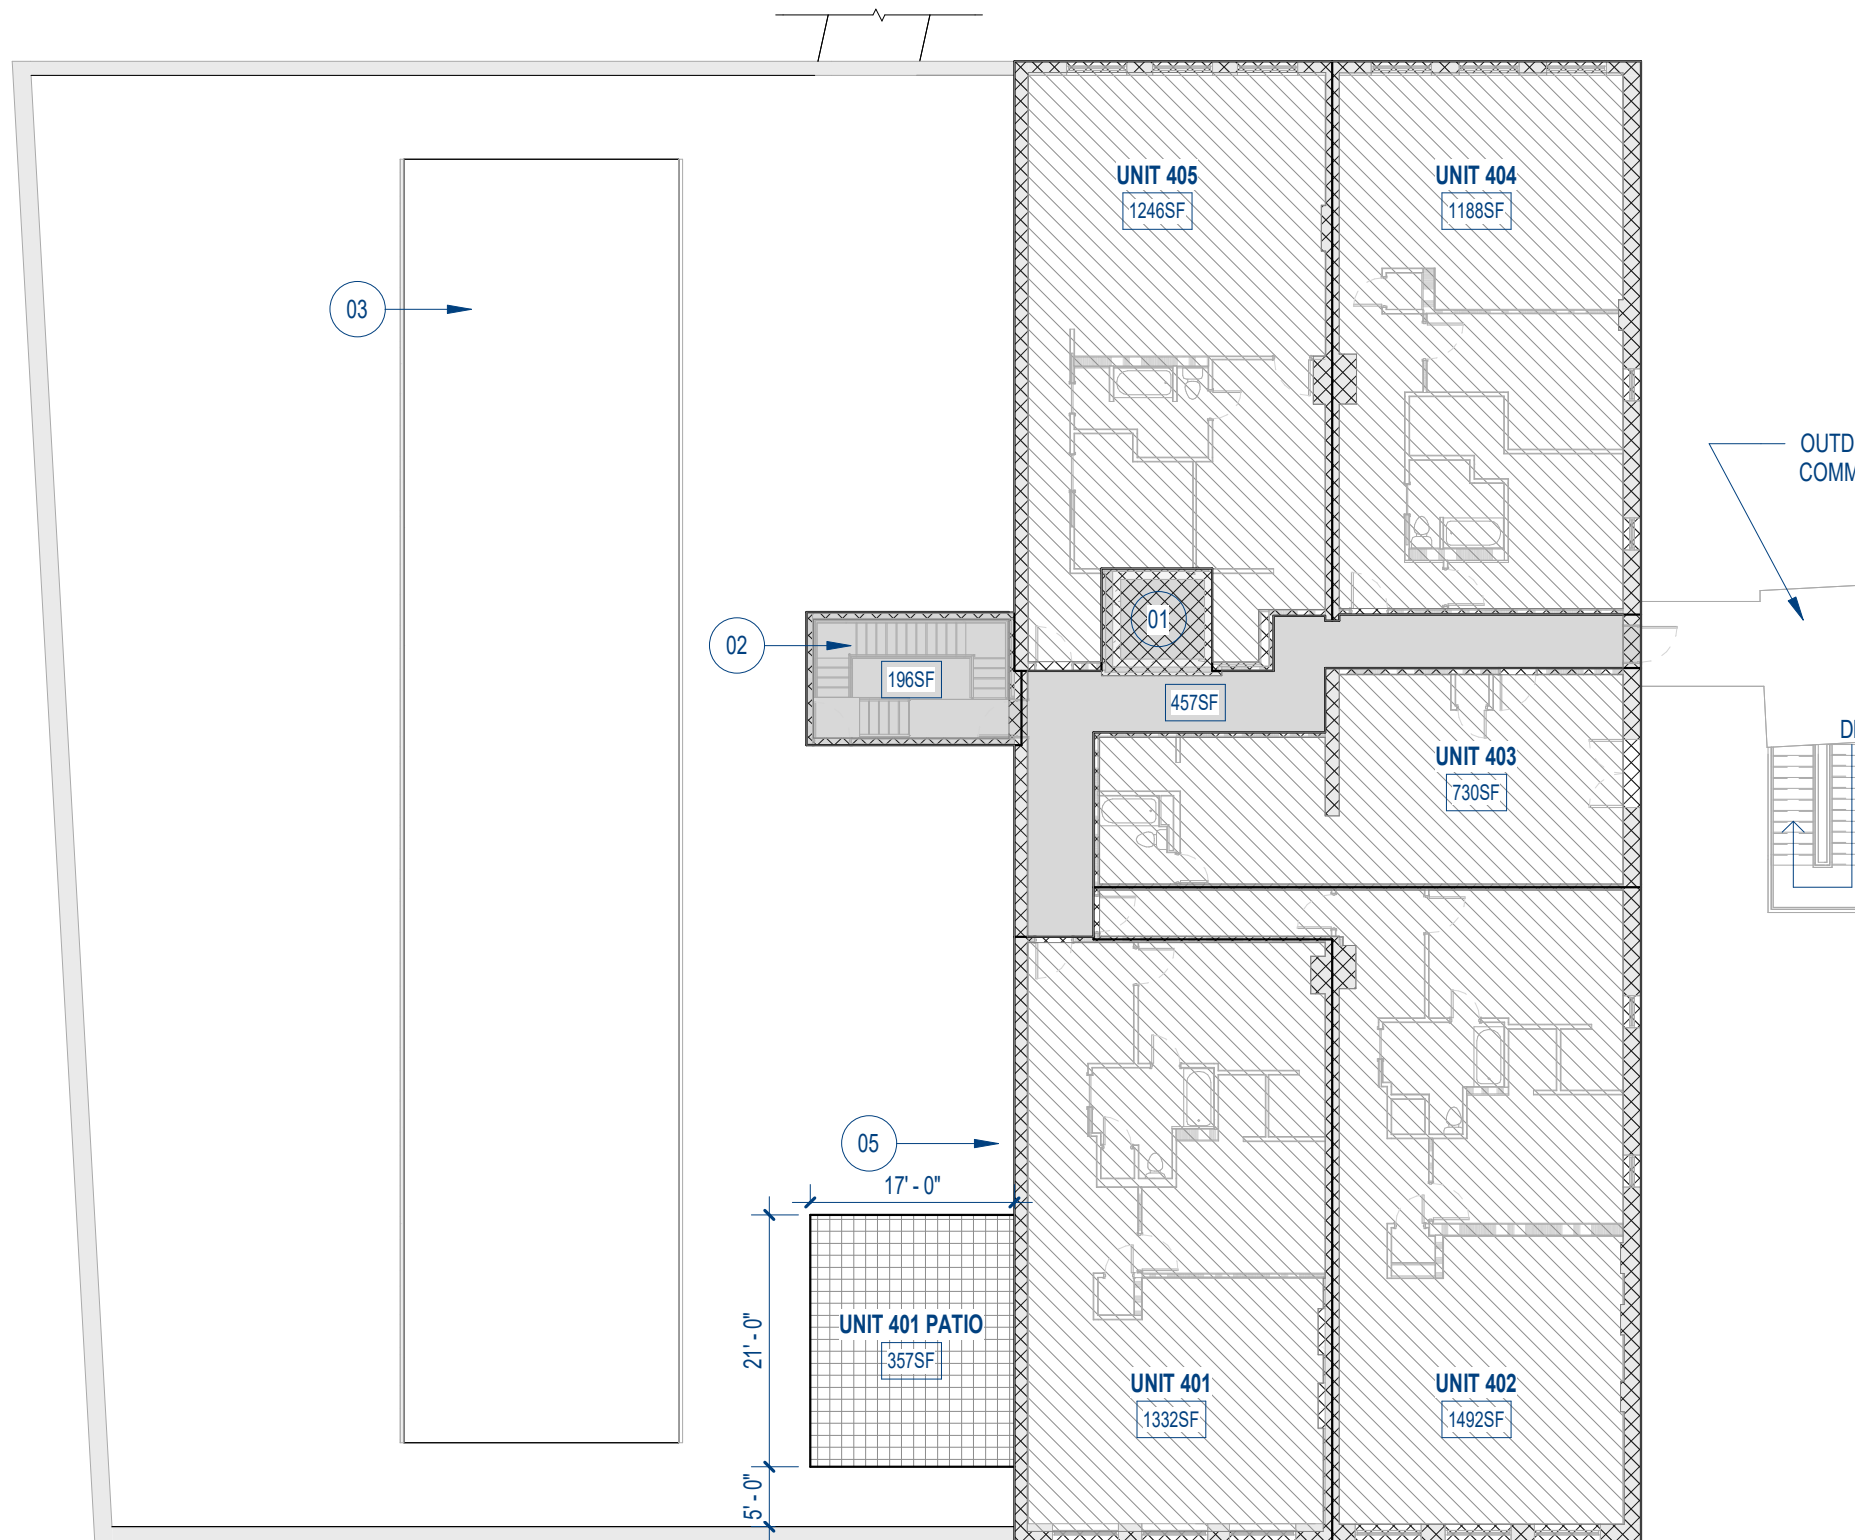 UNIT 405
1246SF
UNIT 404
1188SF
03
OUTD
COMM
01
02
196SF
457SF
UNIT 403
730SF
05
17' - 0"
21' - 0"
UNIT 401 PATIO
357SF
UNIT 401
1332SF
UNIT 402
1492SF
5' - 0"